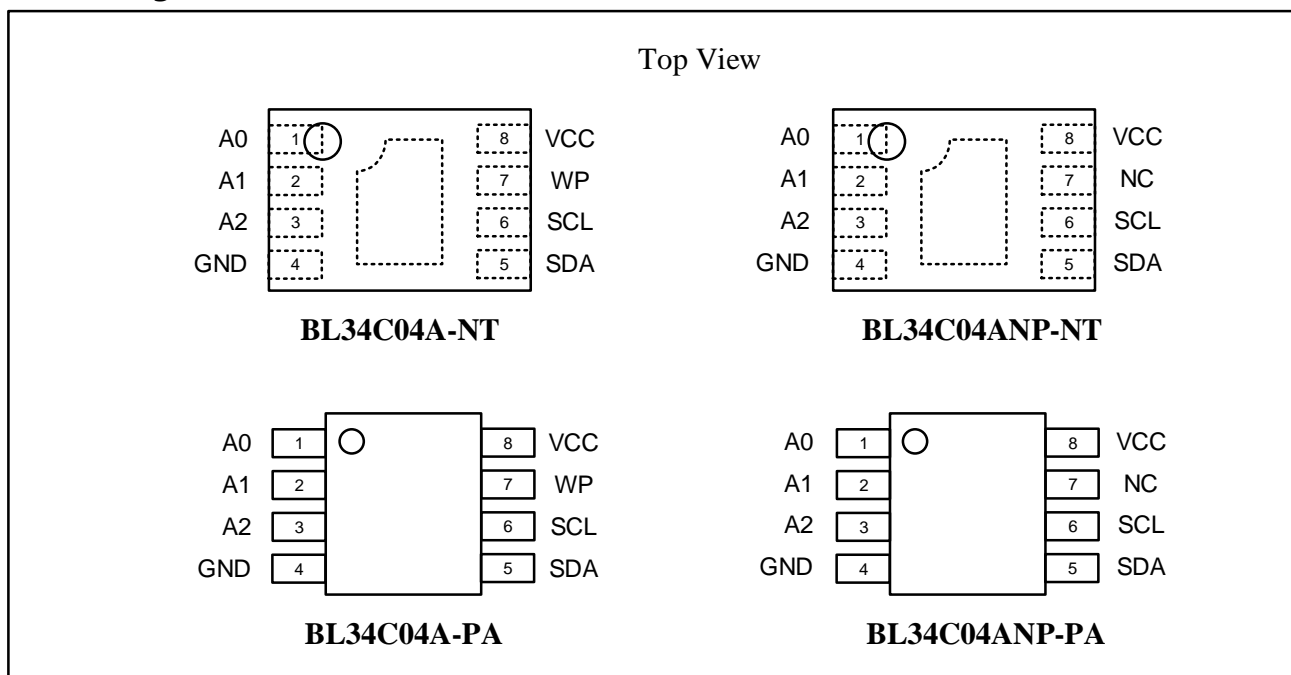 Top View
A0 1 8 VCC
A1 2 7 WP
A2 3 6 SCL
GND 4 5 SDA
BL34C04A-NT
A0 1 8 VCC
A1 2 7 NC
A2 3 6 SCL
GND 4 5 SDA
BL34C04ANP-NT
A0 1 8 VCC
A1 2 7 WP
A2 3 6 SCL
GND 4 5 SDA
BL34C04A-PA
A0 1 8 VCC
A1 2 7 NC
A2 3 6 SCL
GND 4 5 SDA
BL34C04ANP-PA